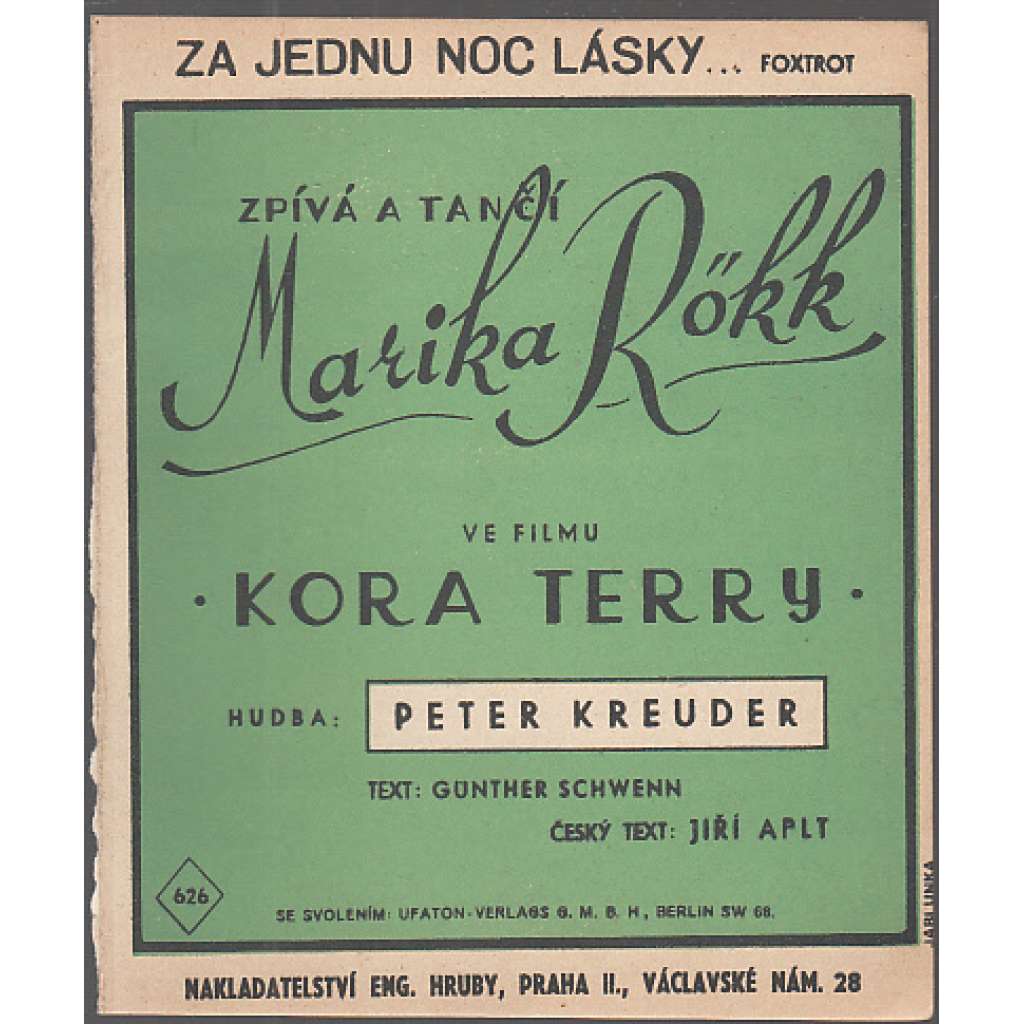 ZA JEDNU NOC LÁSKY... FOXTROT
ZPÍVÁ A TANČÍ
Marika Rökk
VE FILMU
· KORA TERRY ·
HUDBA: PETER KREUDER
TEXT: GÜNTHER SCHWENN
ČESKÝ TEXT: JIŘÍ APLT
626
SE SVOLENÍM: UFATON-VERLAGS G. M. B. H., BERLIN SW 68.
JABLUNKA
NAKLADATELSTVÍ ENG. HRUBY, PRAHA II., VÁCLAVSKÉ NÁM. 28